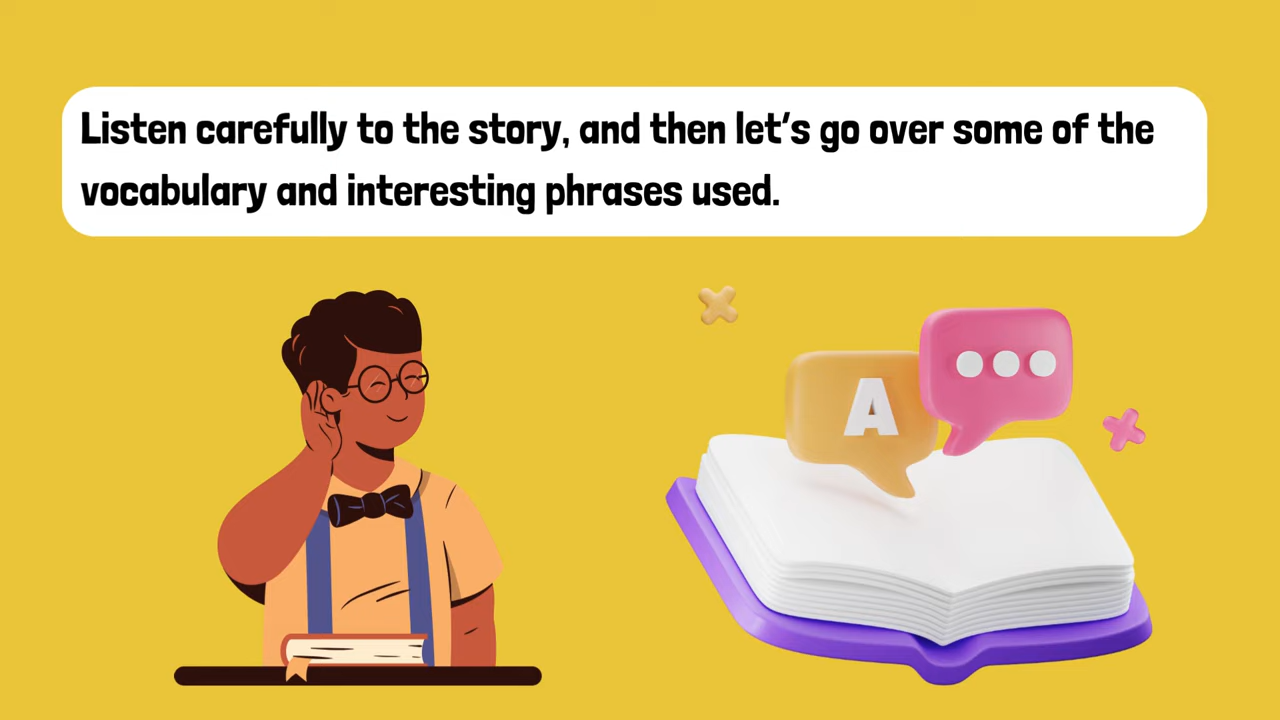 Listen carefully to the story, and then let’s go over some of the
vocabulary and interesting phrases used.
A